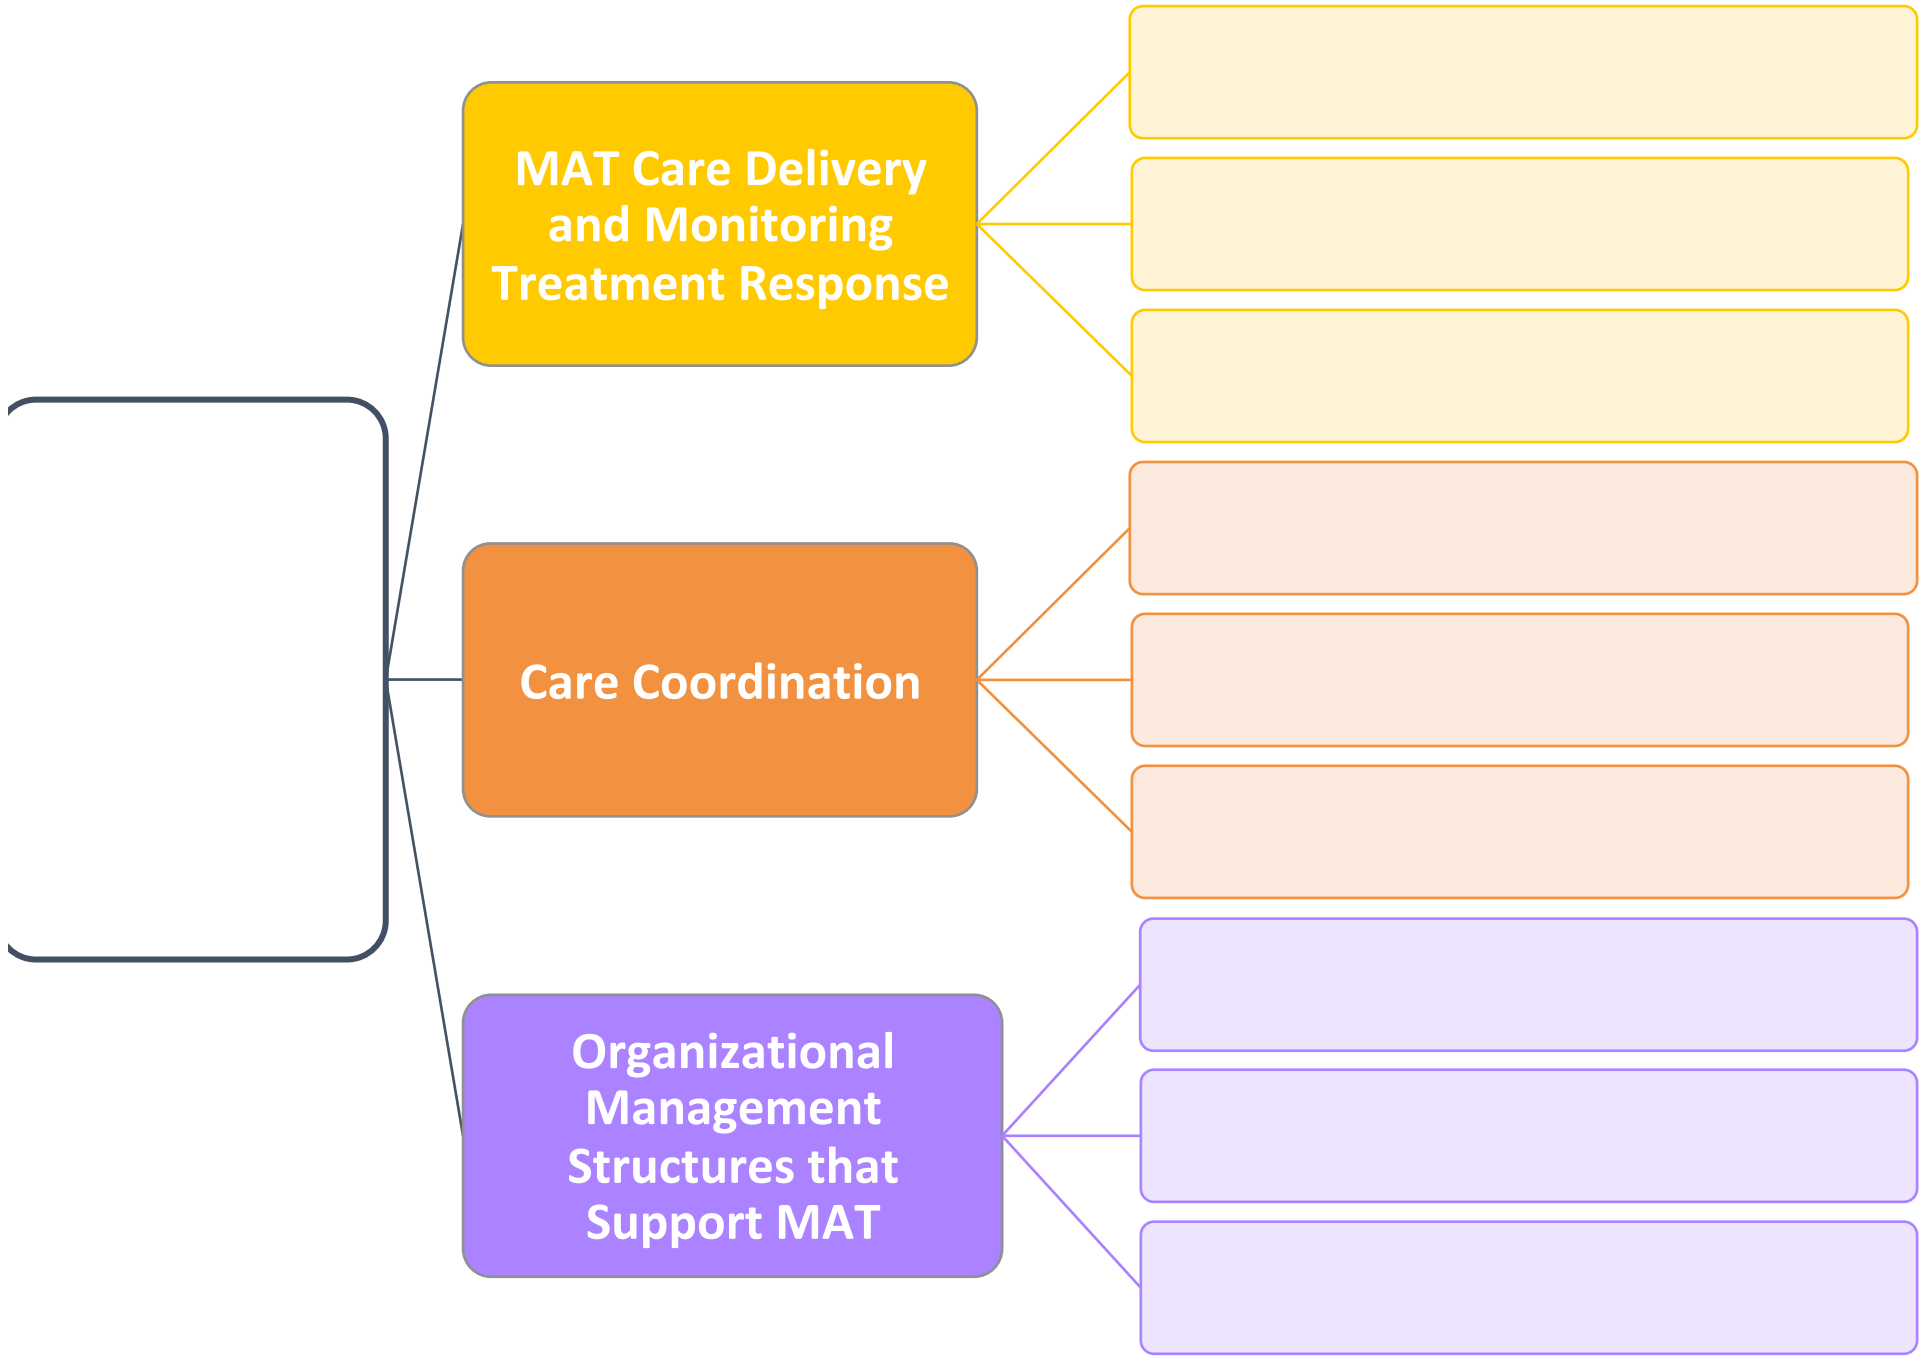 MAT Care Delivery
and Monitoring
Treatment Response
Care Coordination
Organizational
Management
Structures that
Support MAT